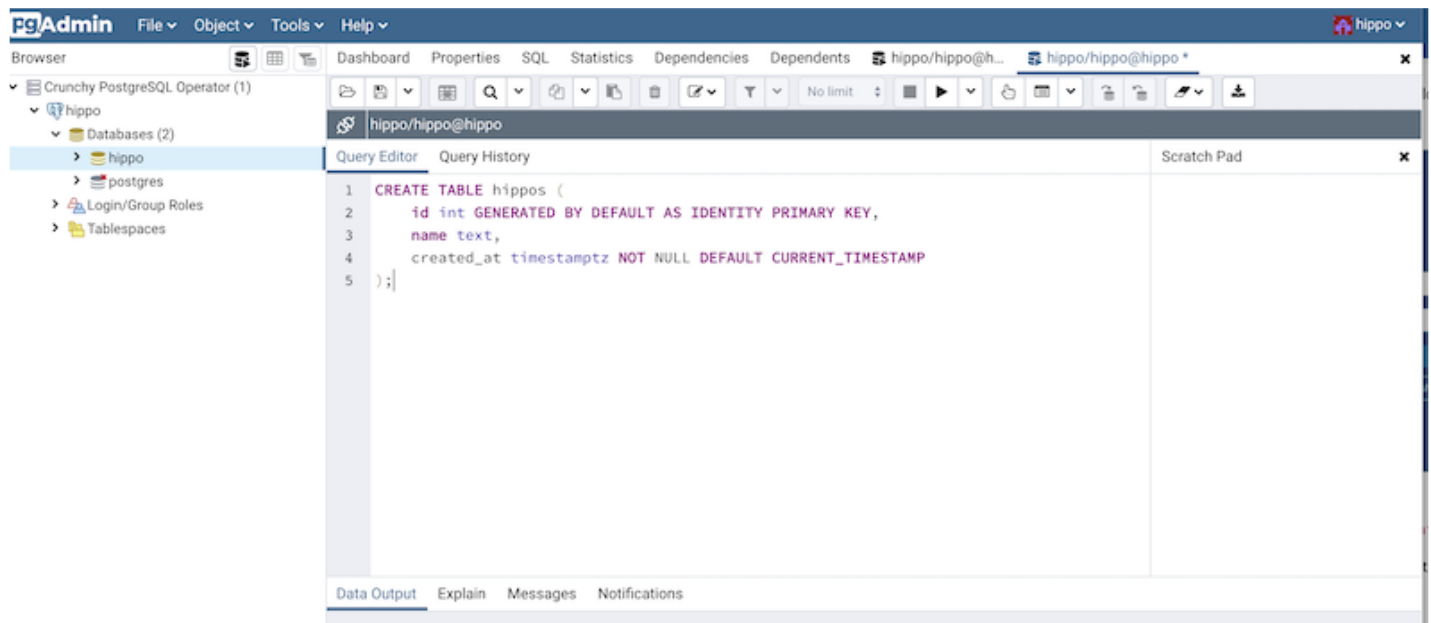 pgAdmin File Object Tools Help hippo
Browser Dashboard Properties SQL Statistics Dependencies Dependents hippo/hippo@h... hippo/hippo@hippo *
Crunchy PostgreSQL Operator (1)
hippo
Databases (2)
hippo
postgres
Login/Group Roles
Tablespaces
No limit
hippo/hippo@hippo
Query Editor Query History Scratch Pad
1 CREATE TABLE hippos (
2 id int GENERATED BY DEFAULT AS IDENTITY PRIMARY KEY,
3 name text,
4 created_at timestamptz NOT NULL DEFAULT CURRENT_TIMESTAMP
5 );
Data Output Explain Messages Notifications